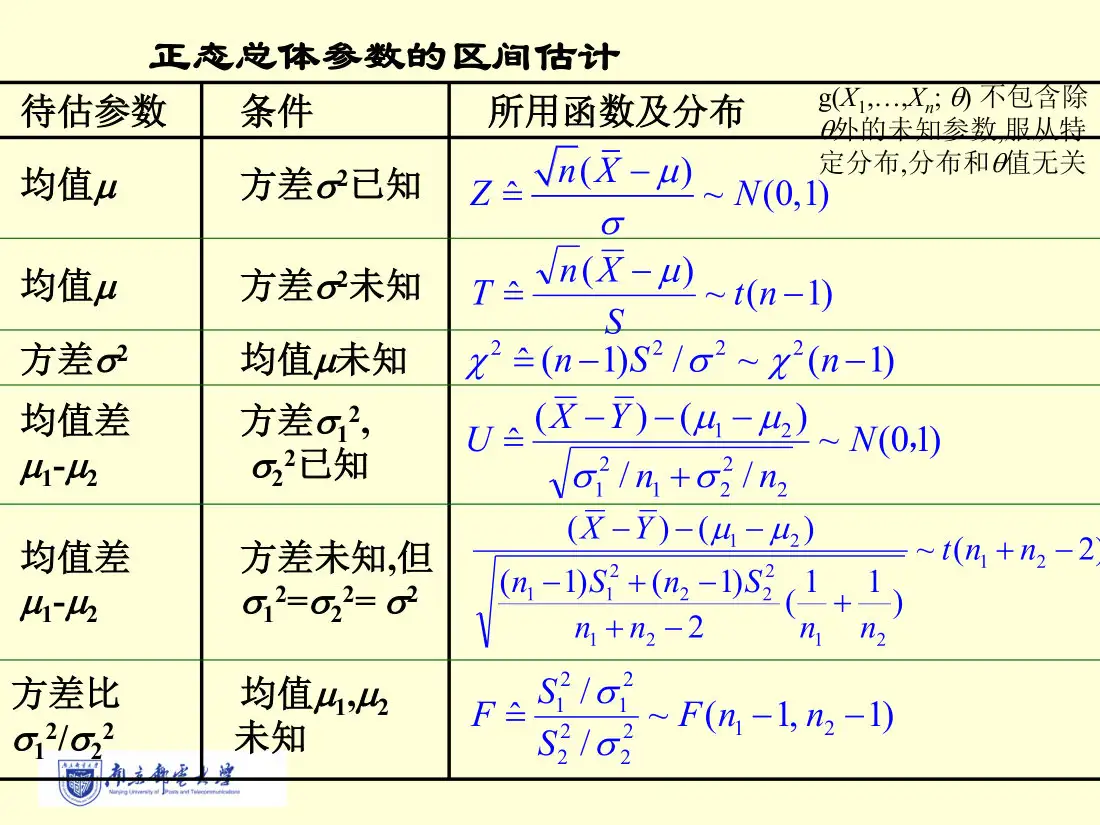 正态总体参数的区间估计
待估参数 条件 所用函数及分布
g(X₁,…,Xₙ; θ) 不包含除
θ外的未知参数,服从特
定分布,分布和θ值无关
均值μ 方差σ²已知 Z ≙ √n(X̅ − μ)/σ ~ N(0,1)
均值μ 方差σ²未知 T ≙ √n(X̅ − μ)/S ~ t(n−1)
方差σ² 均值μ未知 χ² ≙ (n−1)S² / σ² ~ χ²(n−1)
均值差
μ₁-μ₂
方差σ₁²,
σ₂²已知
U ≙ ((X̅ − Y̅) − (μ₁ − μ₂))/√(σ₁² / n₁ + σ₂² / n₂) ~ N(0,1)
均值差
μ₁-μ₂
方差未知,但
σ₁²=σ₂²= σ²
((X̅ − Y̅) − (μ₁ − μ₂))/√(((n₁ −1)S₁² + (n₂ −1)S₂²)/(n₁ + n₂ − 2) (1/n₁ + 1/n₂)) ~ t(n₁ + n₂ − 2)
方差比
σ₁²/σ₂²
均值μ₁,μ₂
未知
F ≙ (S₁² / σ₁²)/(S₂² / σ₂²) ~ F(n₁ −1, n₂ −1)
南京邮电大学
Nanjing University of Posts and Telecommunications